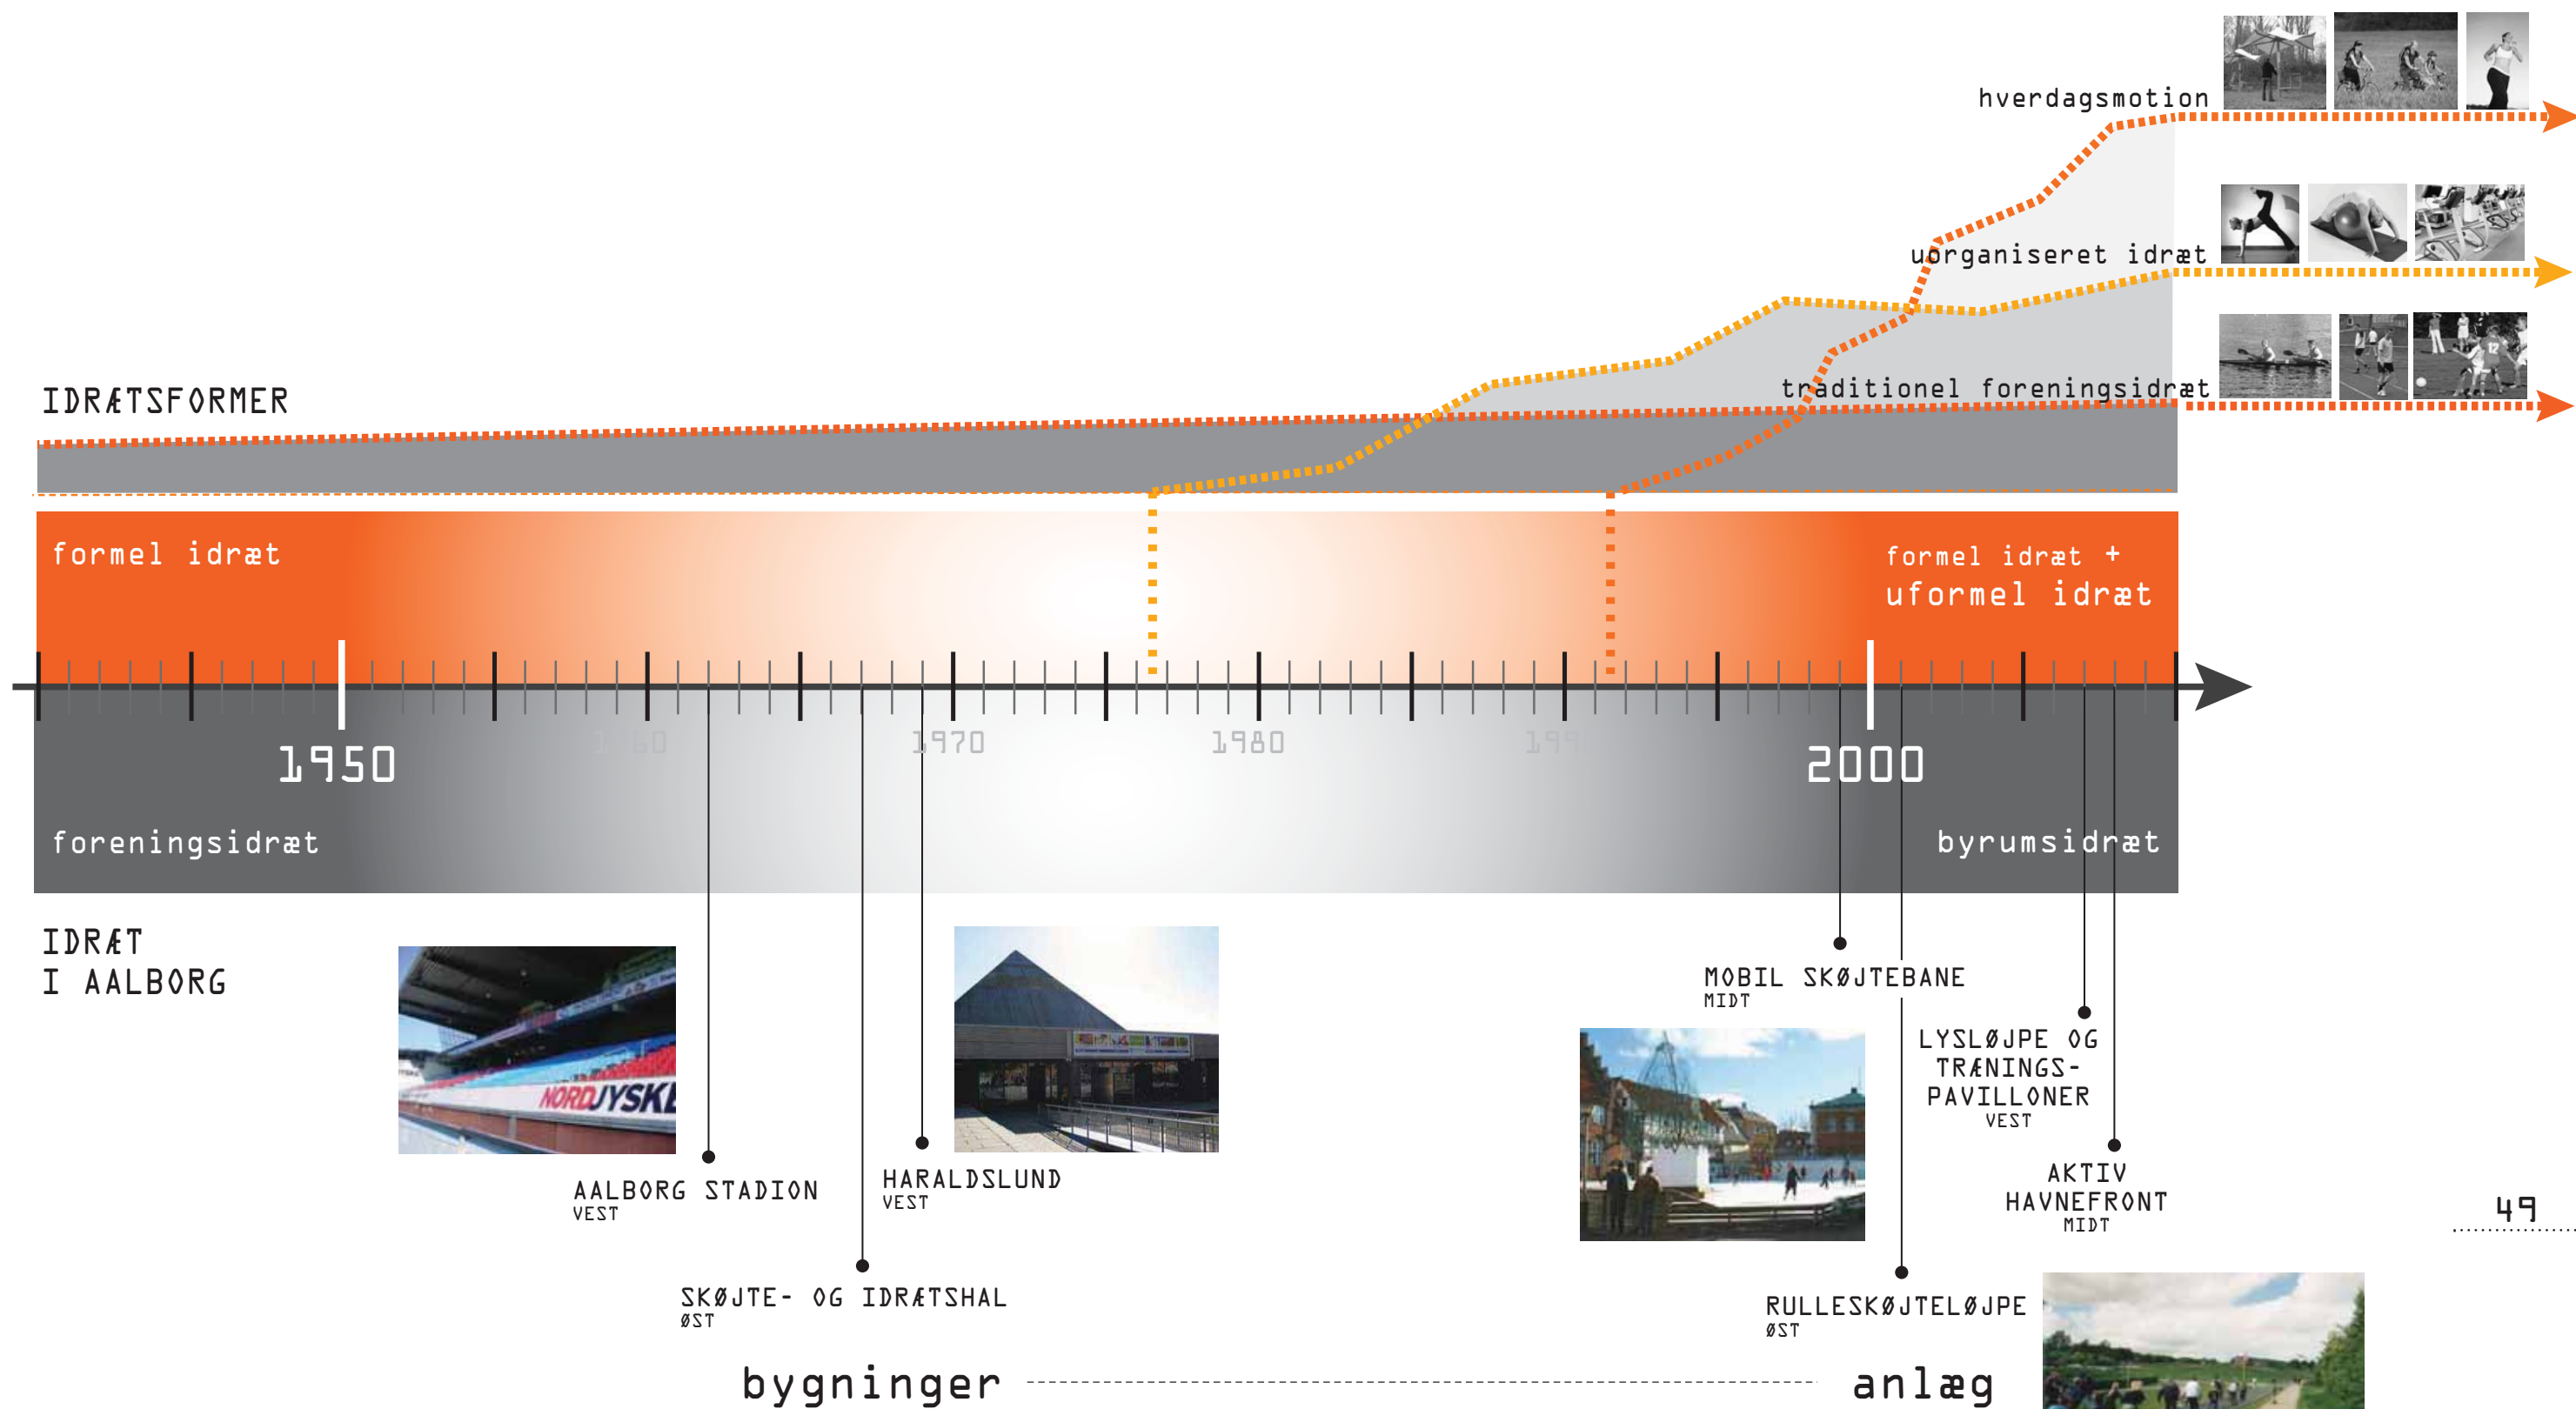 hverdagsmotion
uorganiseret idræt
traditionel foreningsidræt
IDRÆTSFORMER
formel idræt
formel idræt +
uformel idræt
1950
1970
1980
2000
foreningsidræt
byrumsidræt
IDRÆT
I AALBORG
NORDJYSKE
MOBIL SKØJTEBANE
MIDT
LYSLØJPE OG
TRÆNINGS-
PAVILLONER
VEST
AALBORG STADION
VEST
HARALDSLUND
VEST
AKTIV
HAVNEFRONT
MIDT
49
SKØJTE- OG IDRÆTSHAL
ØST
RULLESKØJTELØJPE
ØST
bygninger
anlæg